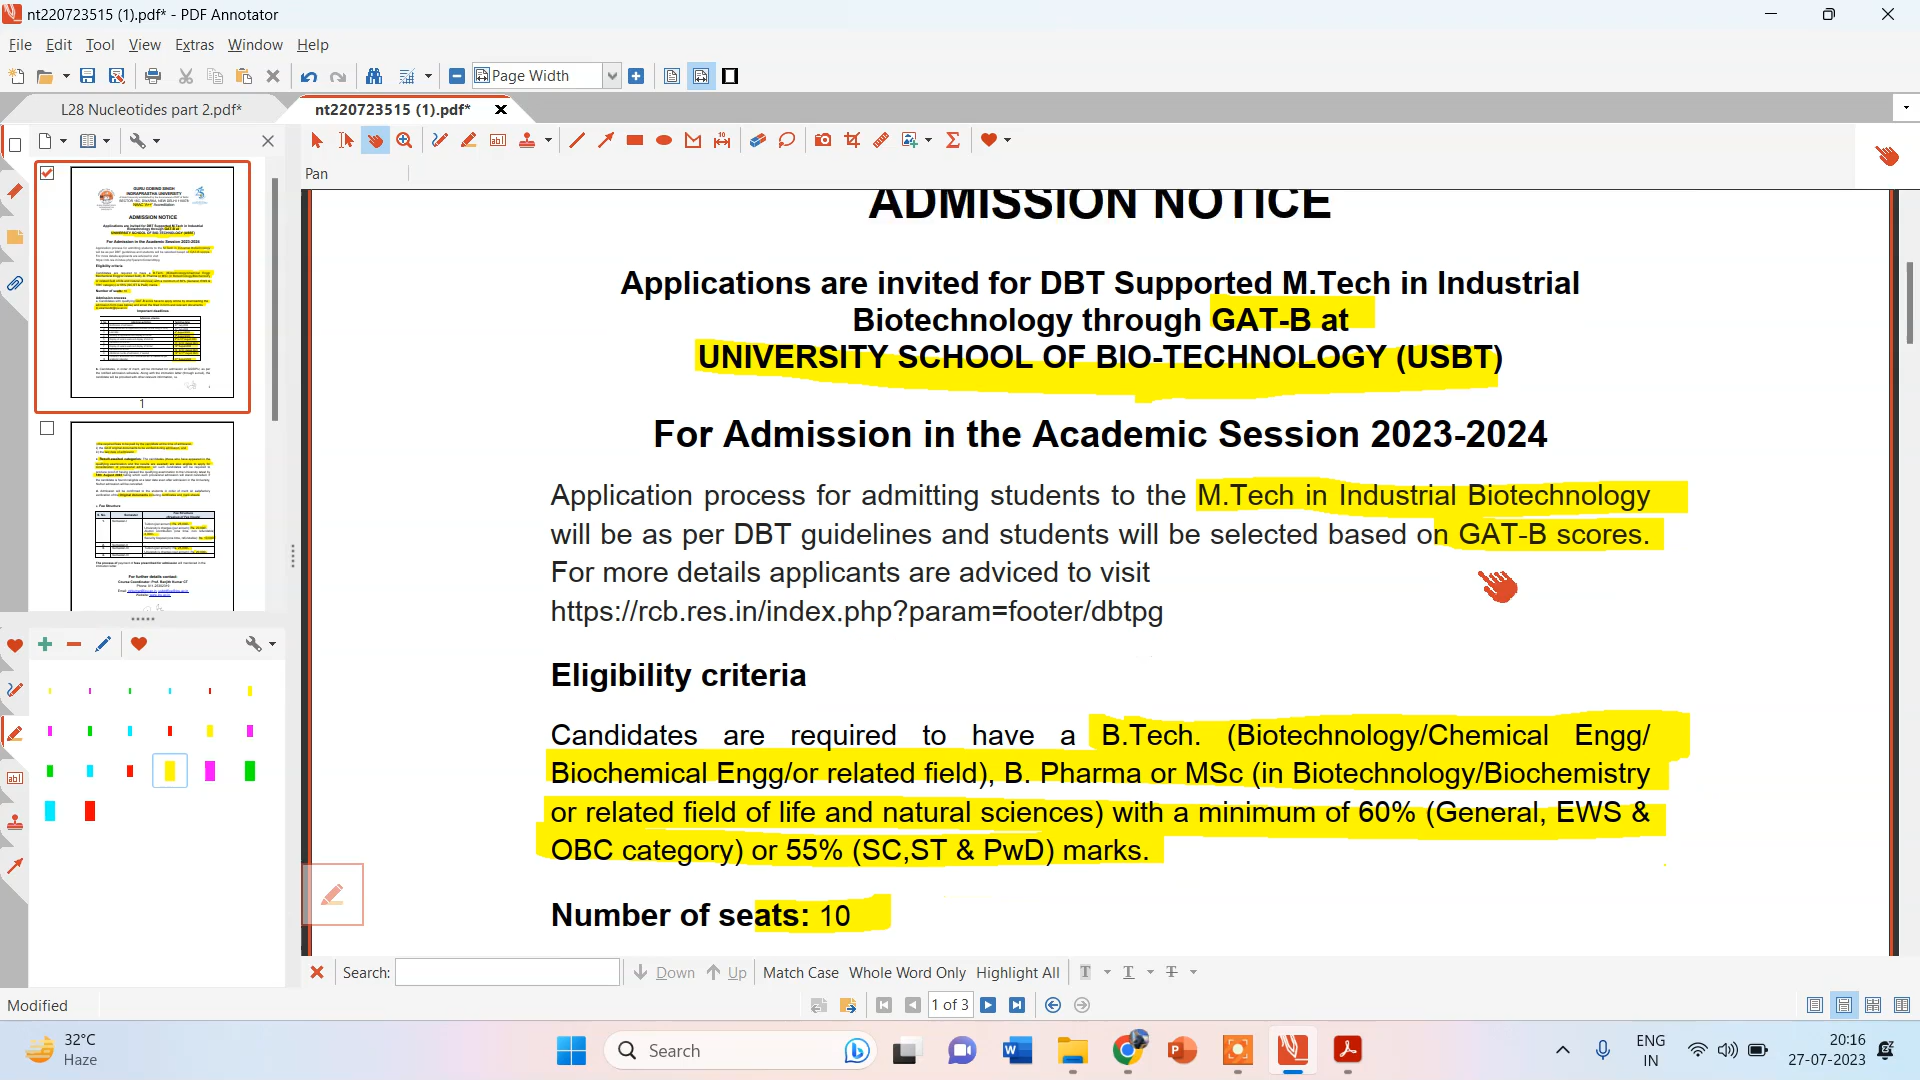 nt220723515 (1).pdf* - PDF Annotator
File Edit Tool View Extras Window Help
Page Width
L28 Nucleotides part 2.pdf*
nt220723515 (1).pdf*
Pan
GURU GOBIND SINGH
INDRAPRASTHA UNIVERSITY
ADMISSION NOTICE
1
ADMISSION NOTICE
Applications are invited for DBT Supported M.Tech in Industrial
Biotechnology through GAT-B at
UNIVERSITY SCHOOL OF BIO-TECHNOLOGY (USBT)
For Admission in the Academic Session 2023-2024
Application process for admitting students to the M.Tech in Industrial Biotechnology
will be as per DBT guidelines and students will be selected based on GAT-B scores.
For more details applicants are adviced to visit
https://rcb.res.in/index.php?param=footer/dbtpg
Eligibility criteria
Candidates are required to have a B.Tech. (Biotechnology/Chemical Engg/
Biochemical Engg/or related field), B. Pharma or MSc (in Biotechnology/Biochemistry
or related field of life and natural sciences) with a minimum of 60% (General, EWS &
OBC category) or 55% (SC,ST & PwD) marks.
Number of seats: 10
Search:
Down
Up
Match Case
Whole Word Only
Highlight All
Modified
1 of 3
32°C
Haze
Search
ENG
IN
20:16
27-07-2023